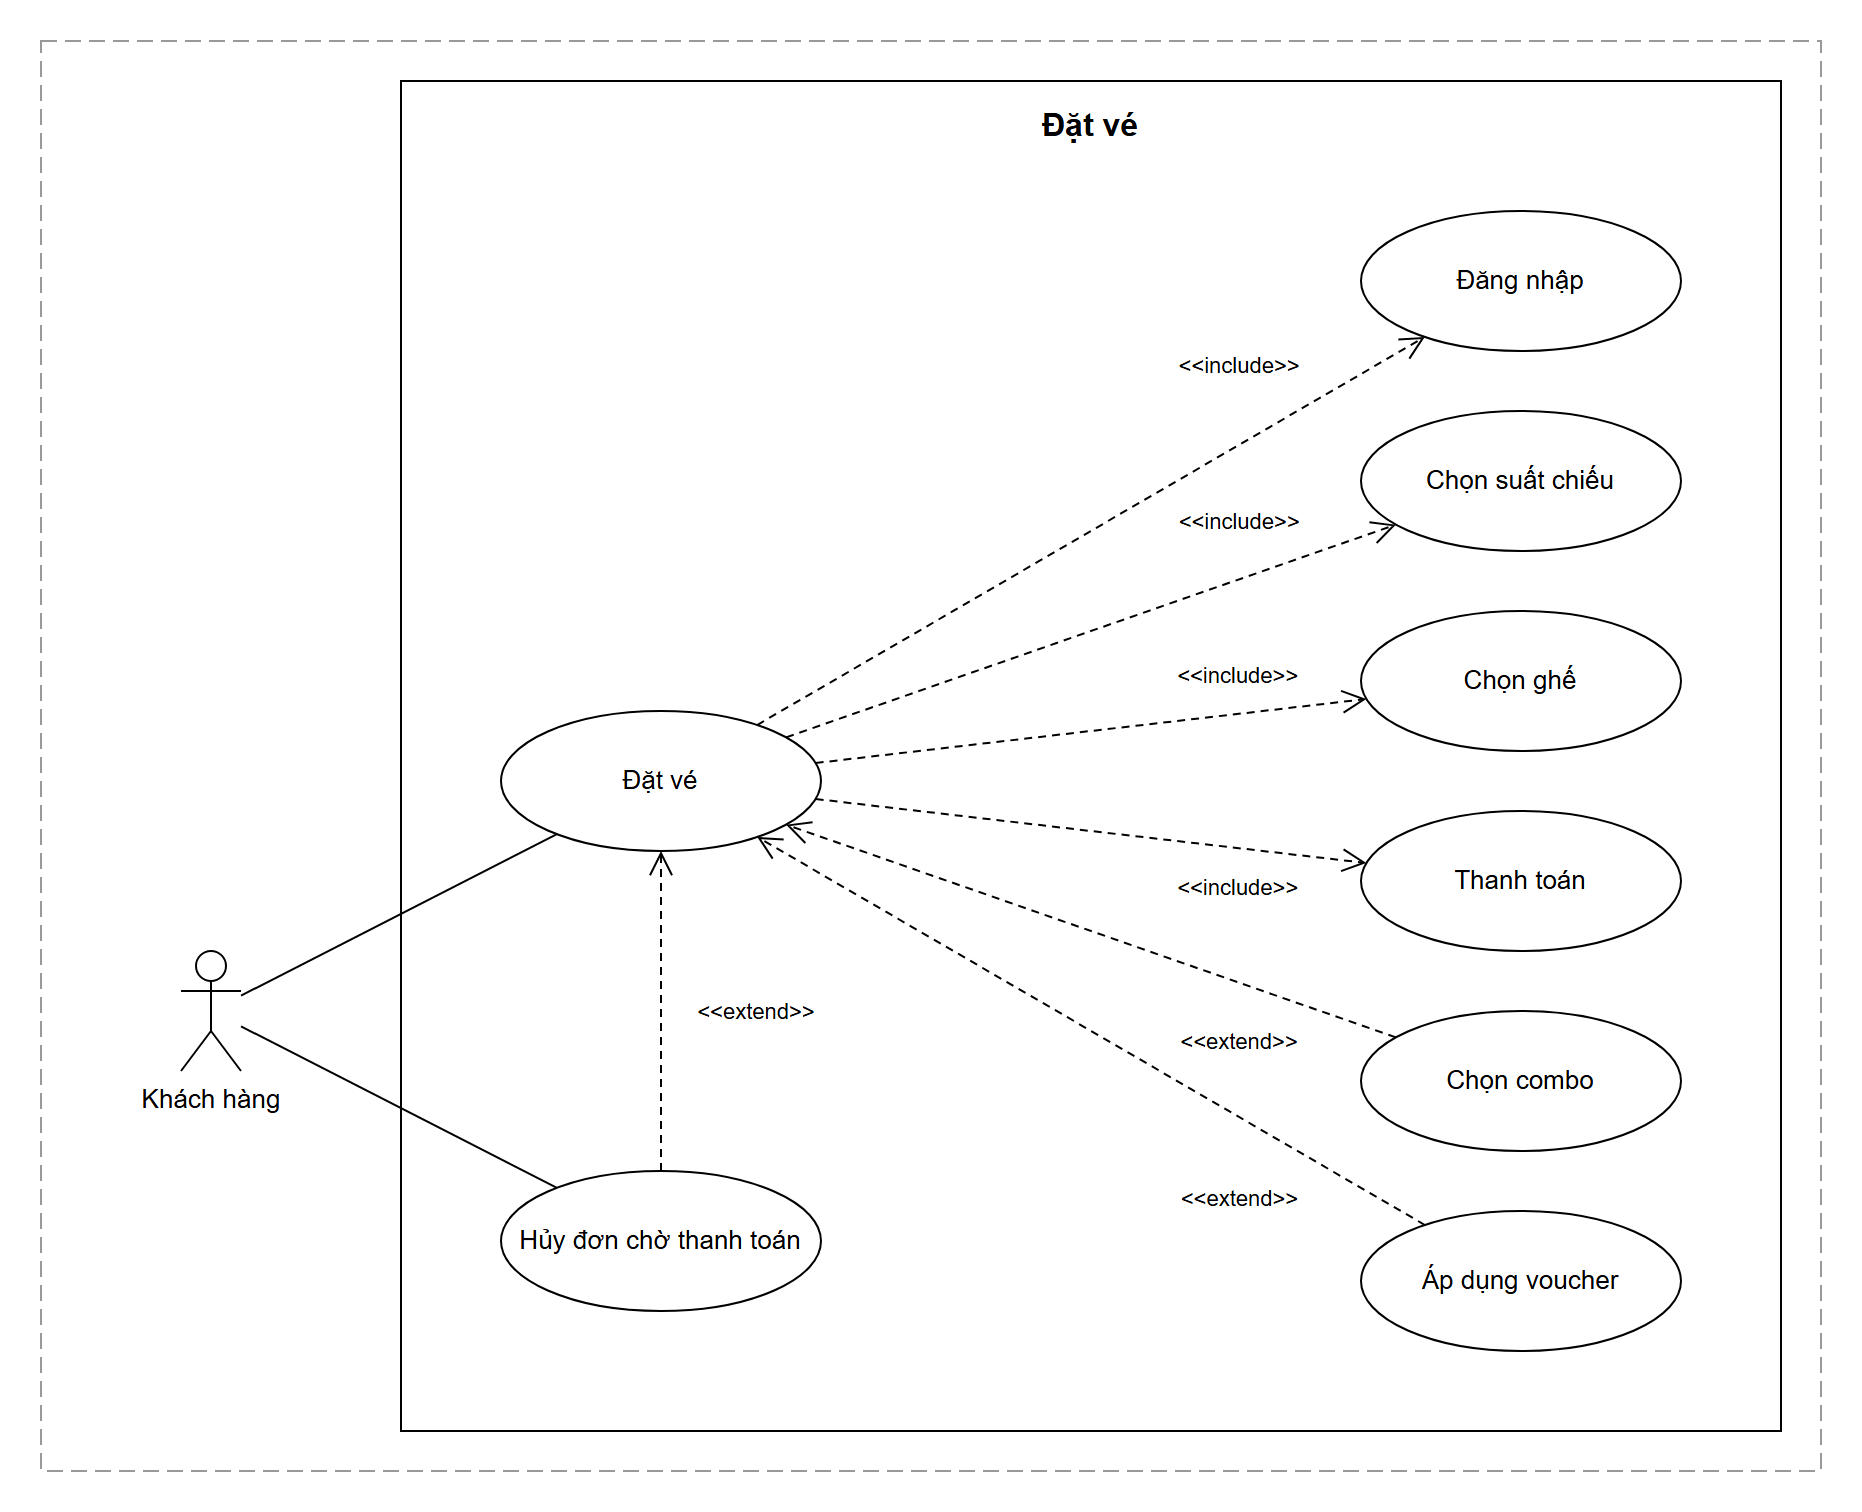 Đặt vé
Đăng nhập
<<include>>
Chọn suất chiếu
<<include>>
Chọn ghế
<<include>>
Đặt vé
Thanh toán
<<include>>
<<extend>>
<<extend>>
Chọn combo
Khách hàng
<<extend>>
Hủy đơn chờ thanh toán
Áp dụng voucher